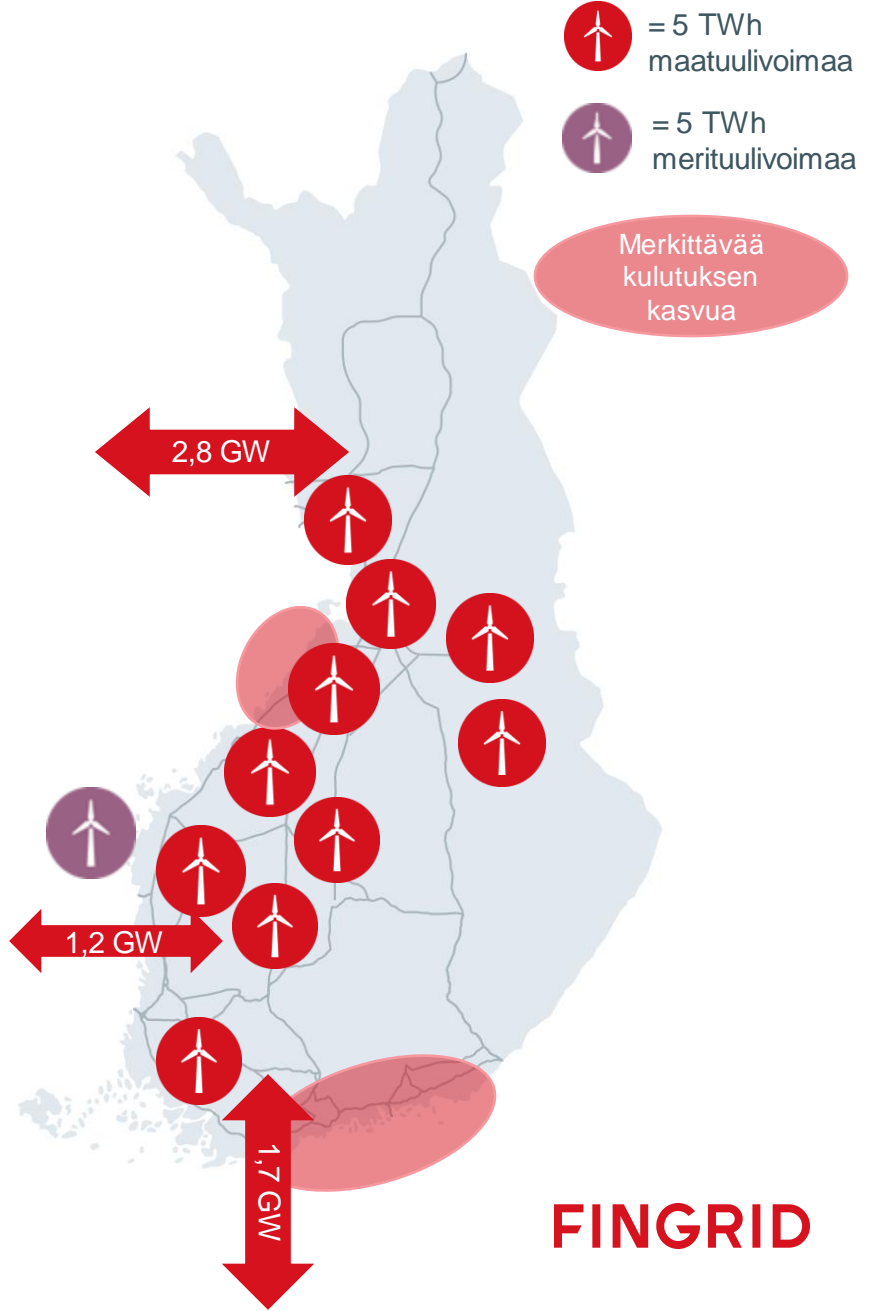 = 5 TWh
maatuulivoimaa
= 5 TWh
merituulivoimaa
Merkittävää
kulutuksen
kasvua
2,8 GW
1,2 GW
1,7 GW
FINGRID